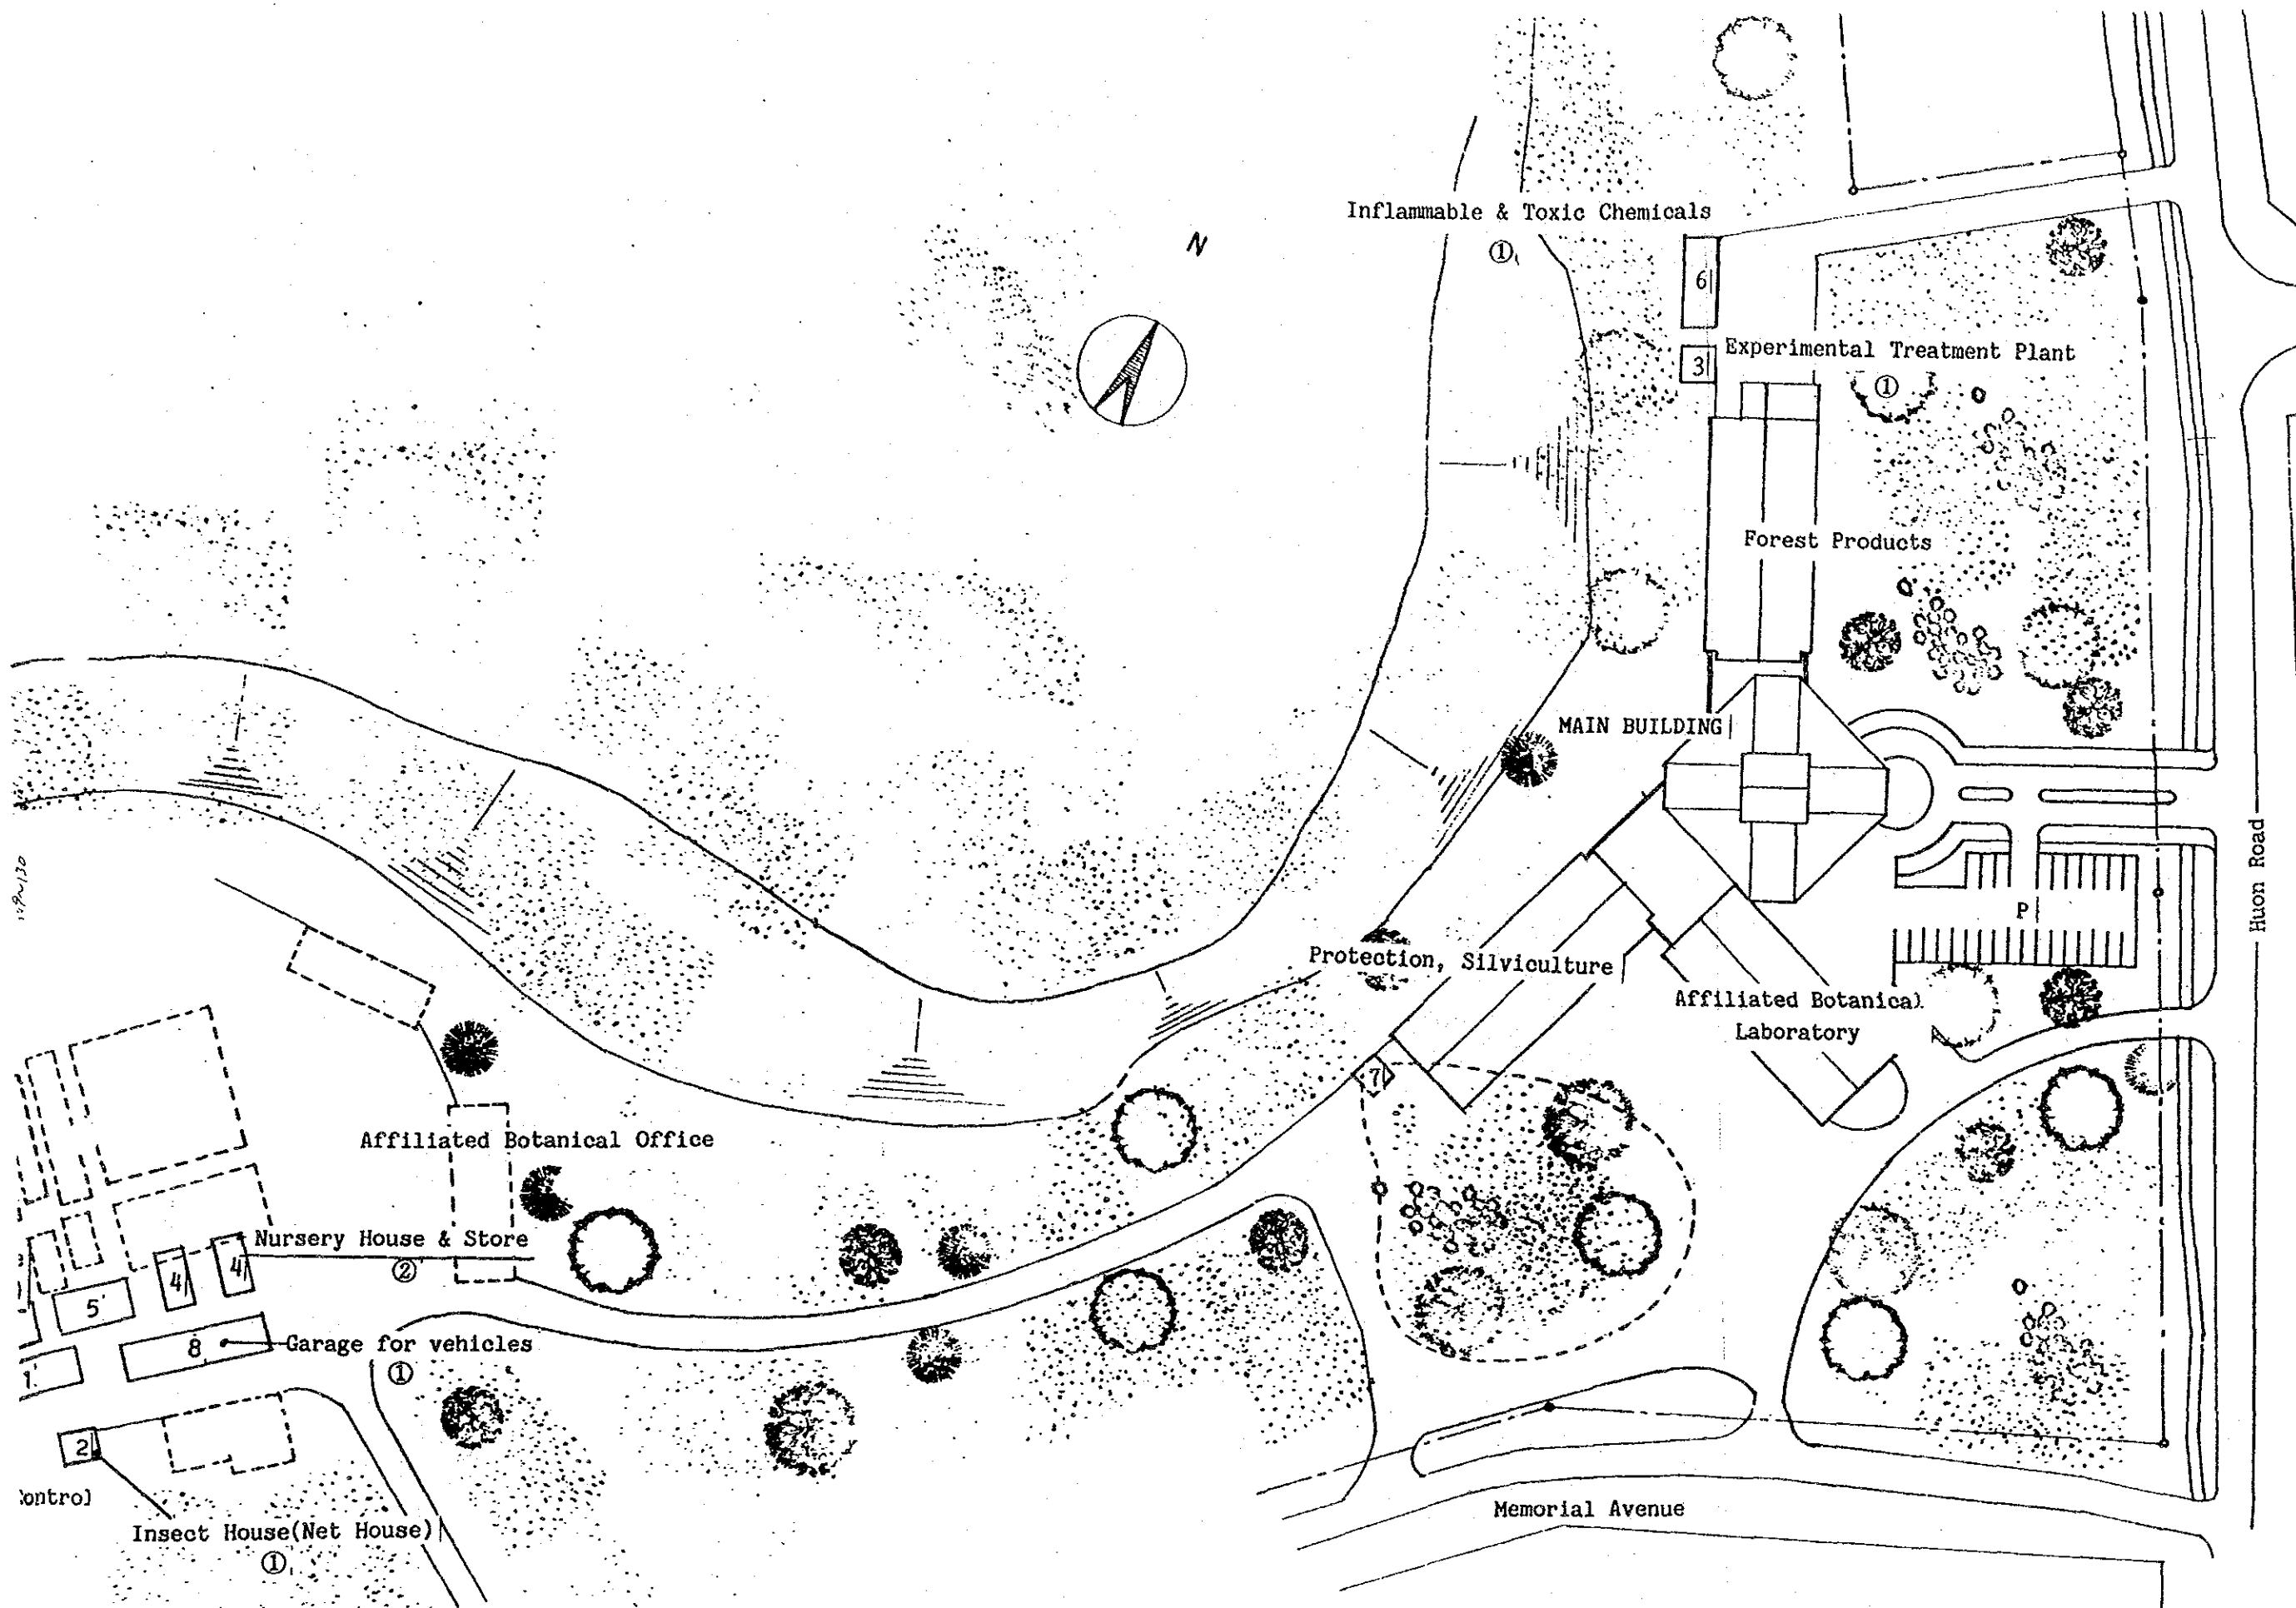 N
Inflammable & Toxic Chemicals
①
6
3
Experimental Treatment Plant
①
Forest Products
MAIN BUILDING
Huon Road
P
Protection, Silviculture
Affiliated Botanical
Laboratory
7
Affiliated Botanical Office
Nursery House & Store
②
4
4
5
8
Garage for vehicles
①
1
2
ontrol
Insect House(Net House)
①
Memorial Avenue